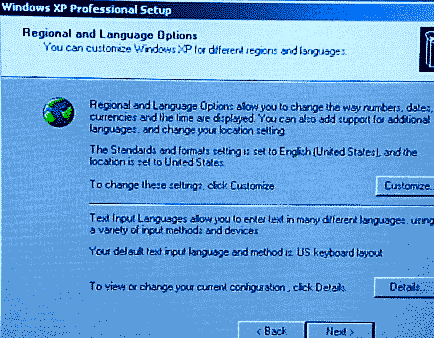 Windows XP Professional Setup
Regional and Language Options
You can customize Windows XP for different regions and languages.
Regional and Language Options allow you to change the way numbers, dates,
currencies and the time are displayed. You can also add support for additional
languages, and change your location setting.
The Standards and formats setting is set to English (United States), and the
location is set to United States.
To change these settings, click Customize.
Customize...
Text Input Languages allow you to enter text in many different languages, using
a variety of input methods and devices.
Your default text input language and method is: US keyboard layout
To view or change your current configuration, click Details.
Details...
< Back
Next >